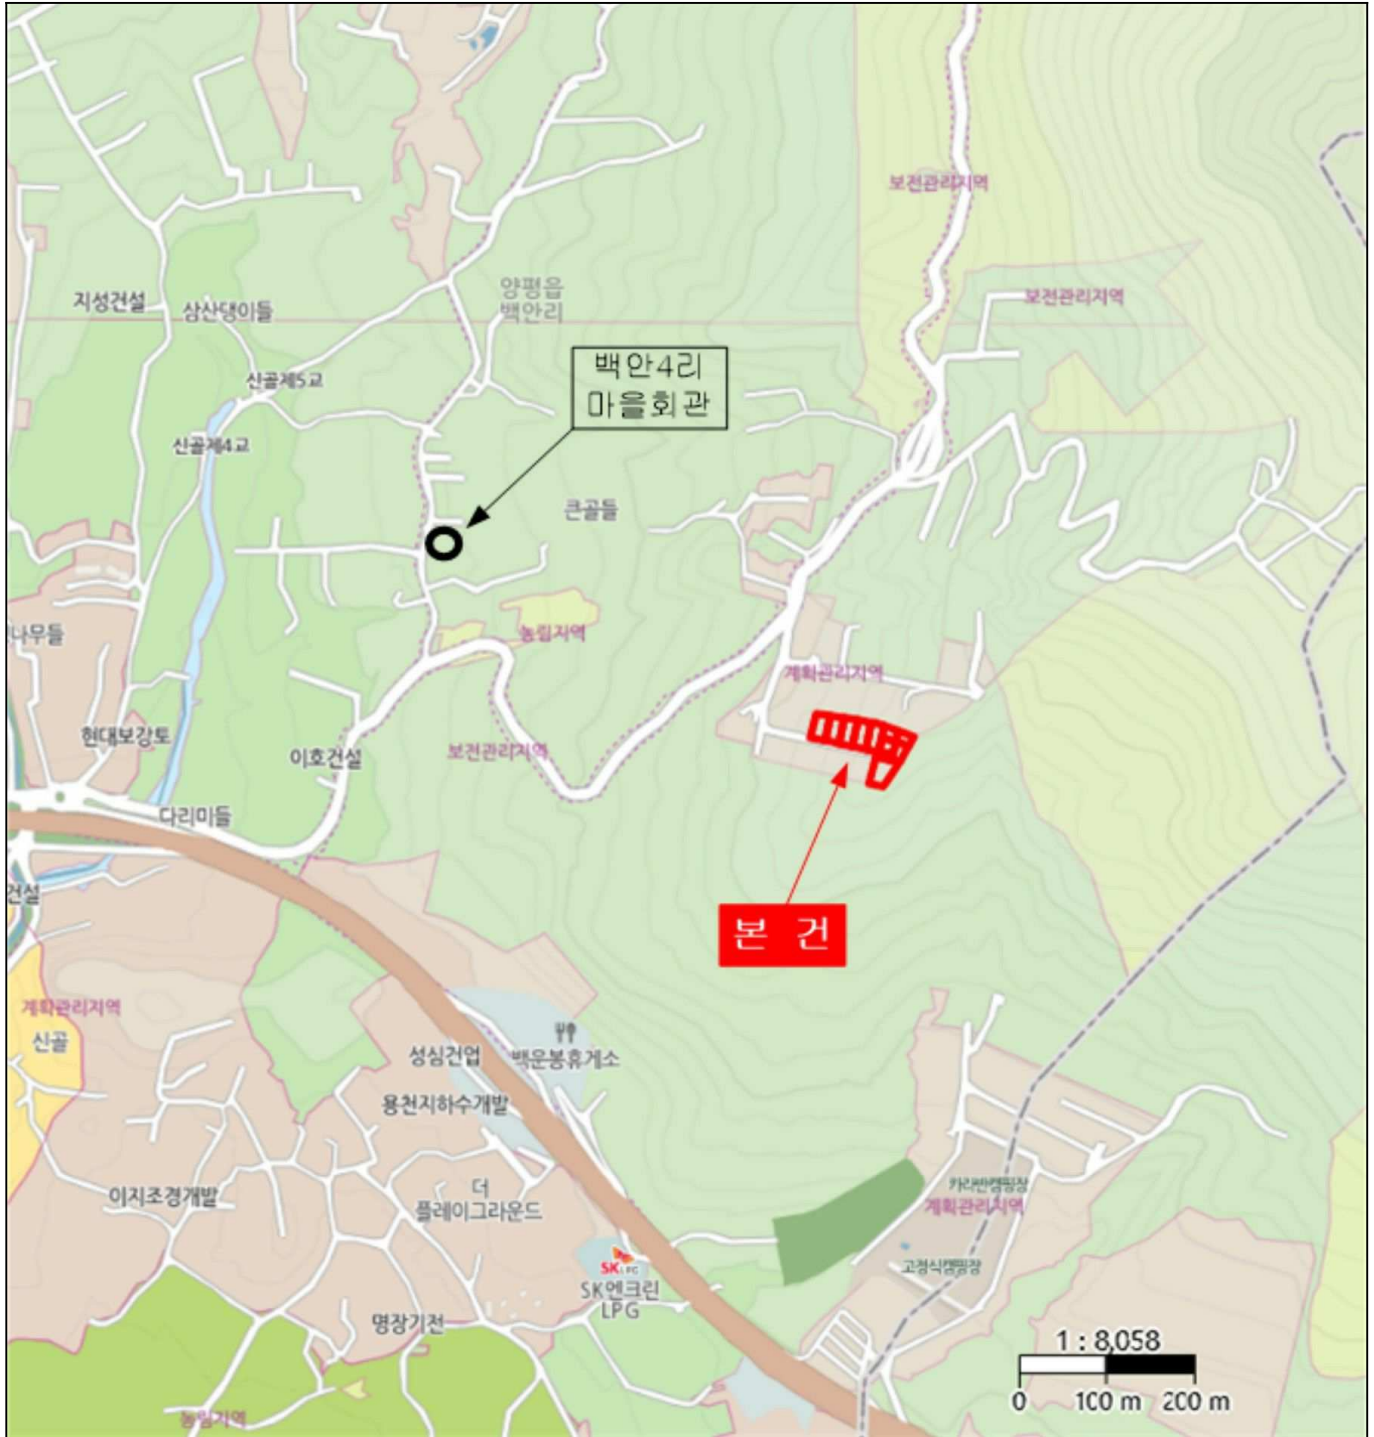 보전관리지역
양평읍
백안리
지성건설
삼산댕이들
보전관리지역
백안4리
마을회관
신골제5교
신골제4교
큰골들
농림지역
나무들
계획관리지역
현대보강토
이호건설
보전관리지역
다리미들
건설
본 건
계획관리지역
신골
성심건업
백운봉휴게소
용천지하수개발
이지조경개발
더
플레이그라운드
카라반캠핑장
계획관리지역
고정식캠핑장
SK LPG
SK엔크린
LPG
명장기전
1 : 8,058
0 100 m 200 m
농림지역